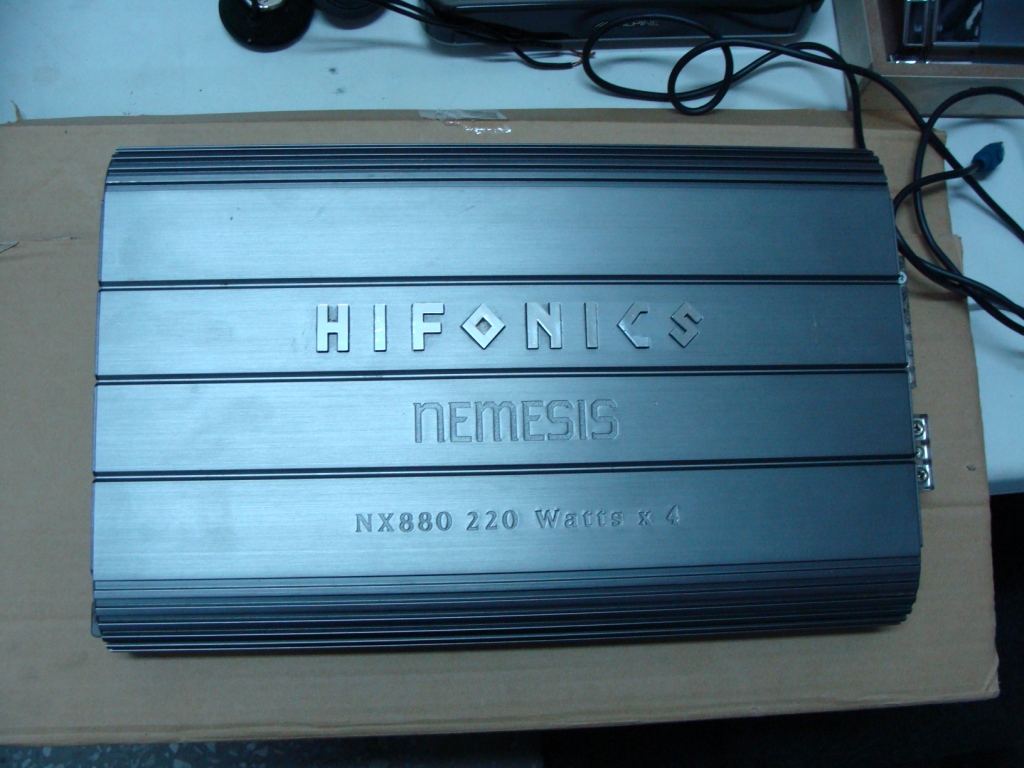 HIFONICS
NEMESIS
NX880 220 Watts x 4